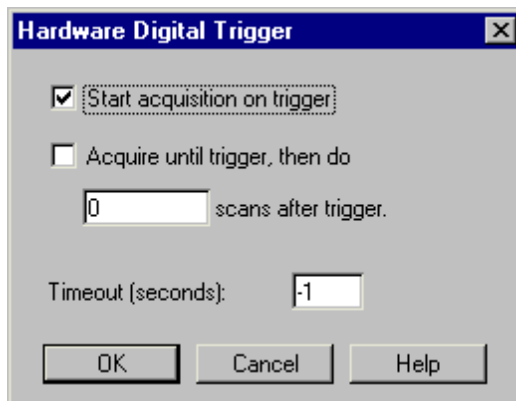 Hardware Digital Trigger
Start acquisition on trigger
Acquire until trigger, then do
0 scans after trigger.
Timeout (seconds): -1
OK Cancel Help